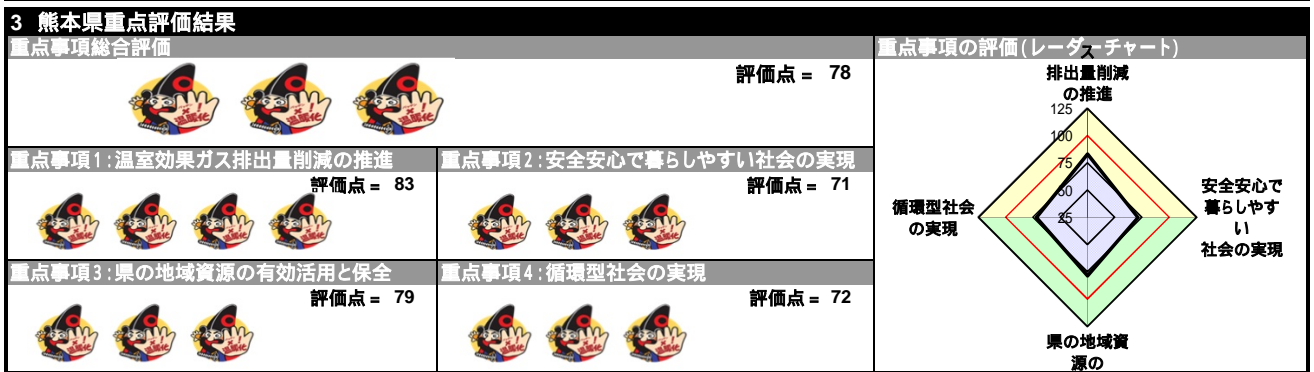 3 熊本県重点評価結果
重点事項総合評価
評価点 = 78
重点事項1:温室効果ガス排出量削減の推進
評価点 = 83
重点事項2:安全安心で暮らしやすい社会の実現
評価点 = 71
重点事項3:県の地域資源の有効活用と保全
評価点 = 79
重点事項4:循環型社会の実現
評価点 = 72
重点事項の評価(レーダーチャート)
ス
排出量削減
の推進
125
100
75
50
25
安全安心で
暮らしやす
い
社会の実現
循環型社会
の実現
県の地域資
源の